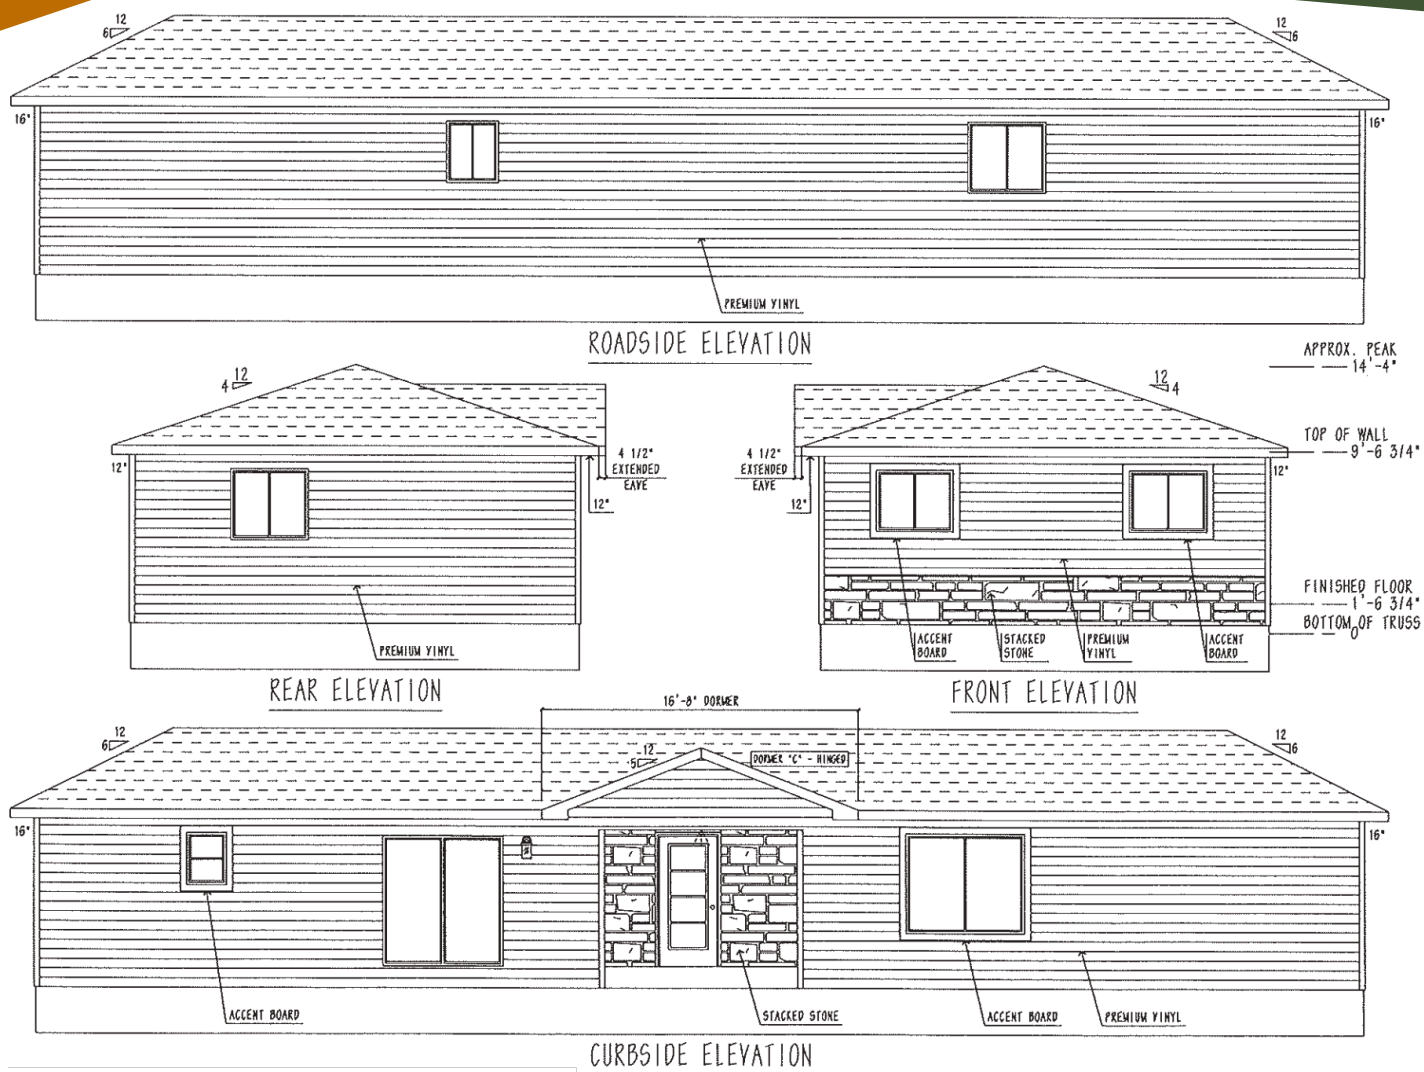 12
6
12
6
16"
16"
PREMIUM VINYL
ROADSIDE ELEVATION
APPROX. PEAK
14'-4"
12
4
12
4
TOP OF WALL
9'-6 3/4"
12"
4 1/2"
EXTENDED
EAVE
12"
4 1/2"
EXTENDED
EAVE
12"
12"
FINISHED FLOOR
1'-6 3/4"
BOTTOM OF TRUSS
0
PREMIUM VINYL
ACCENT
BOARD
STACKED
STONE
PREMIUM
VINYL
ACCENT
BOARD
REAR ELEVATION
FRONT ELEVATION
16'-8" DORMER
12
6
12
5
DORMER "C" - HINGED
12
6
16"
16"
ACCENT BOARD
STACKED STONE
ACCENT BOARD
PREMIUM VINYL
CURBSIDE ELEVATION